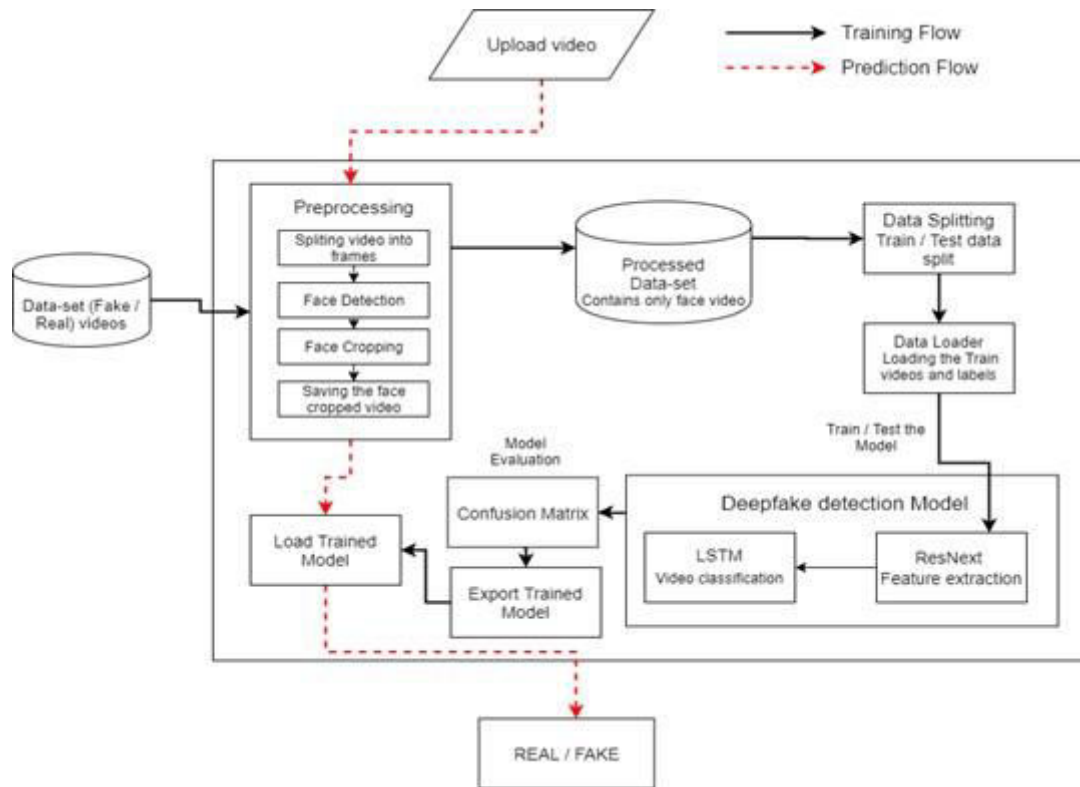 Upload video
Training Flow
Prediction Flow
Preprocessing
Spliting video into
frames
Face Detection
Face Cropping
Saving the face
cropped video
Data-set (Fake /
Real) videos
Processed
Data-set
Contains only face video
Data Splitting
Train / Test data
split
Data Loader
Loading the Train
videos and labels
Train / Test the
Model
Model
Evaluation
Confusion Matrix
Export Trained
Model
Load Trained
Model
Deepfake detection Model
LSTM
Video classification
ResNext
Feature extraction
REAL / FAKE